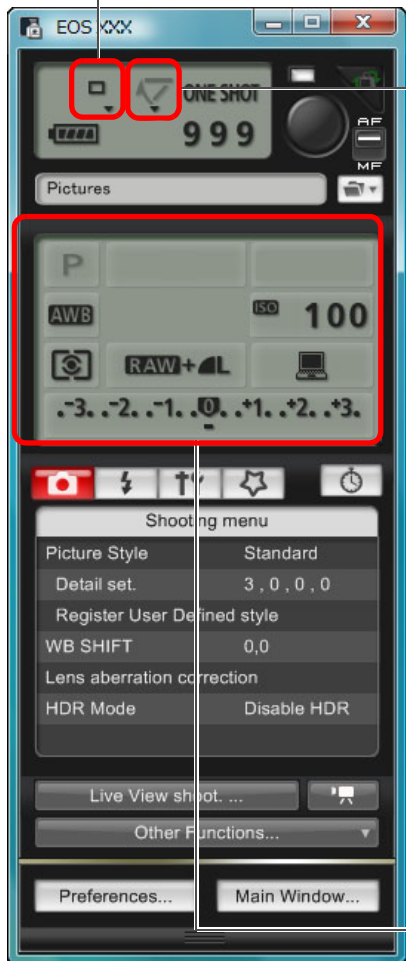 EOS XXX
ONE SHOT
999
AF
MF
Pictures
P
AWB
ISO 100
RAW+L
.-3. .-2. .-1. .0. .+1. .+2. .+3.
Shooting menu
Picture Style Standard
Detail set. 3 , 0 , 0 , 0
Register User Defined style
WB SHIFT 0,0
Lens aberration correction
HDR Mode Disable HDR
Live View shoot. ...
Other Functions...
Preferences... Main Window...